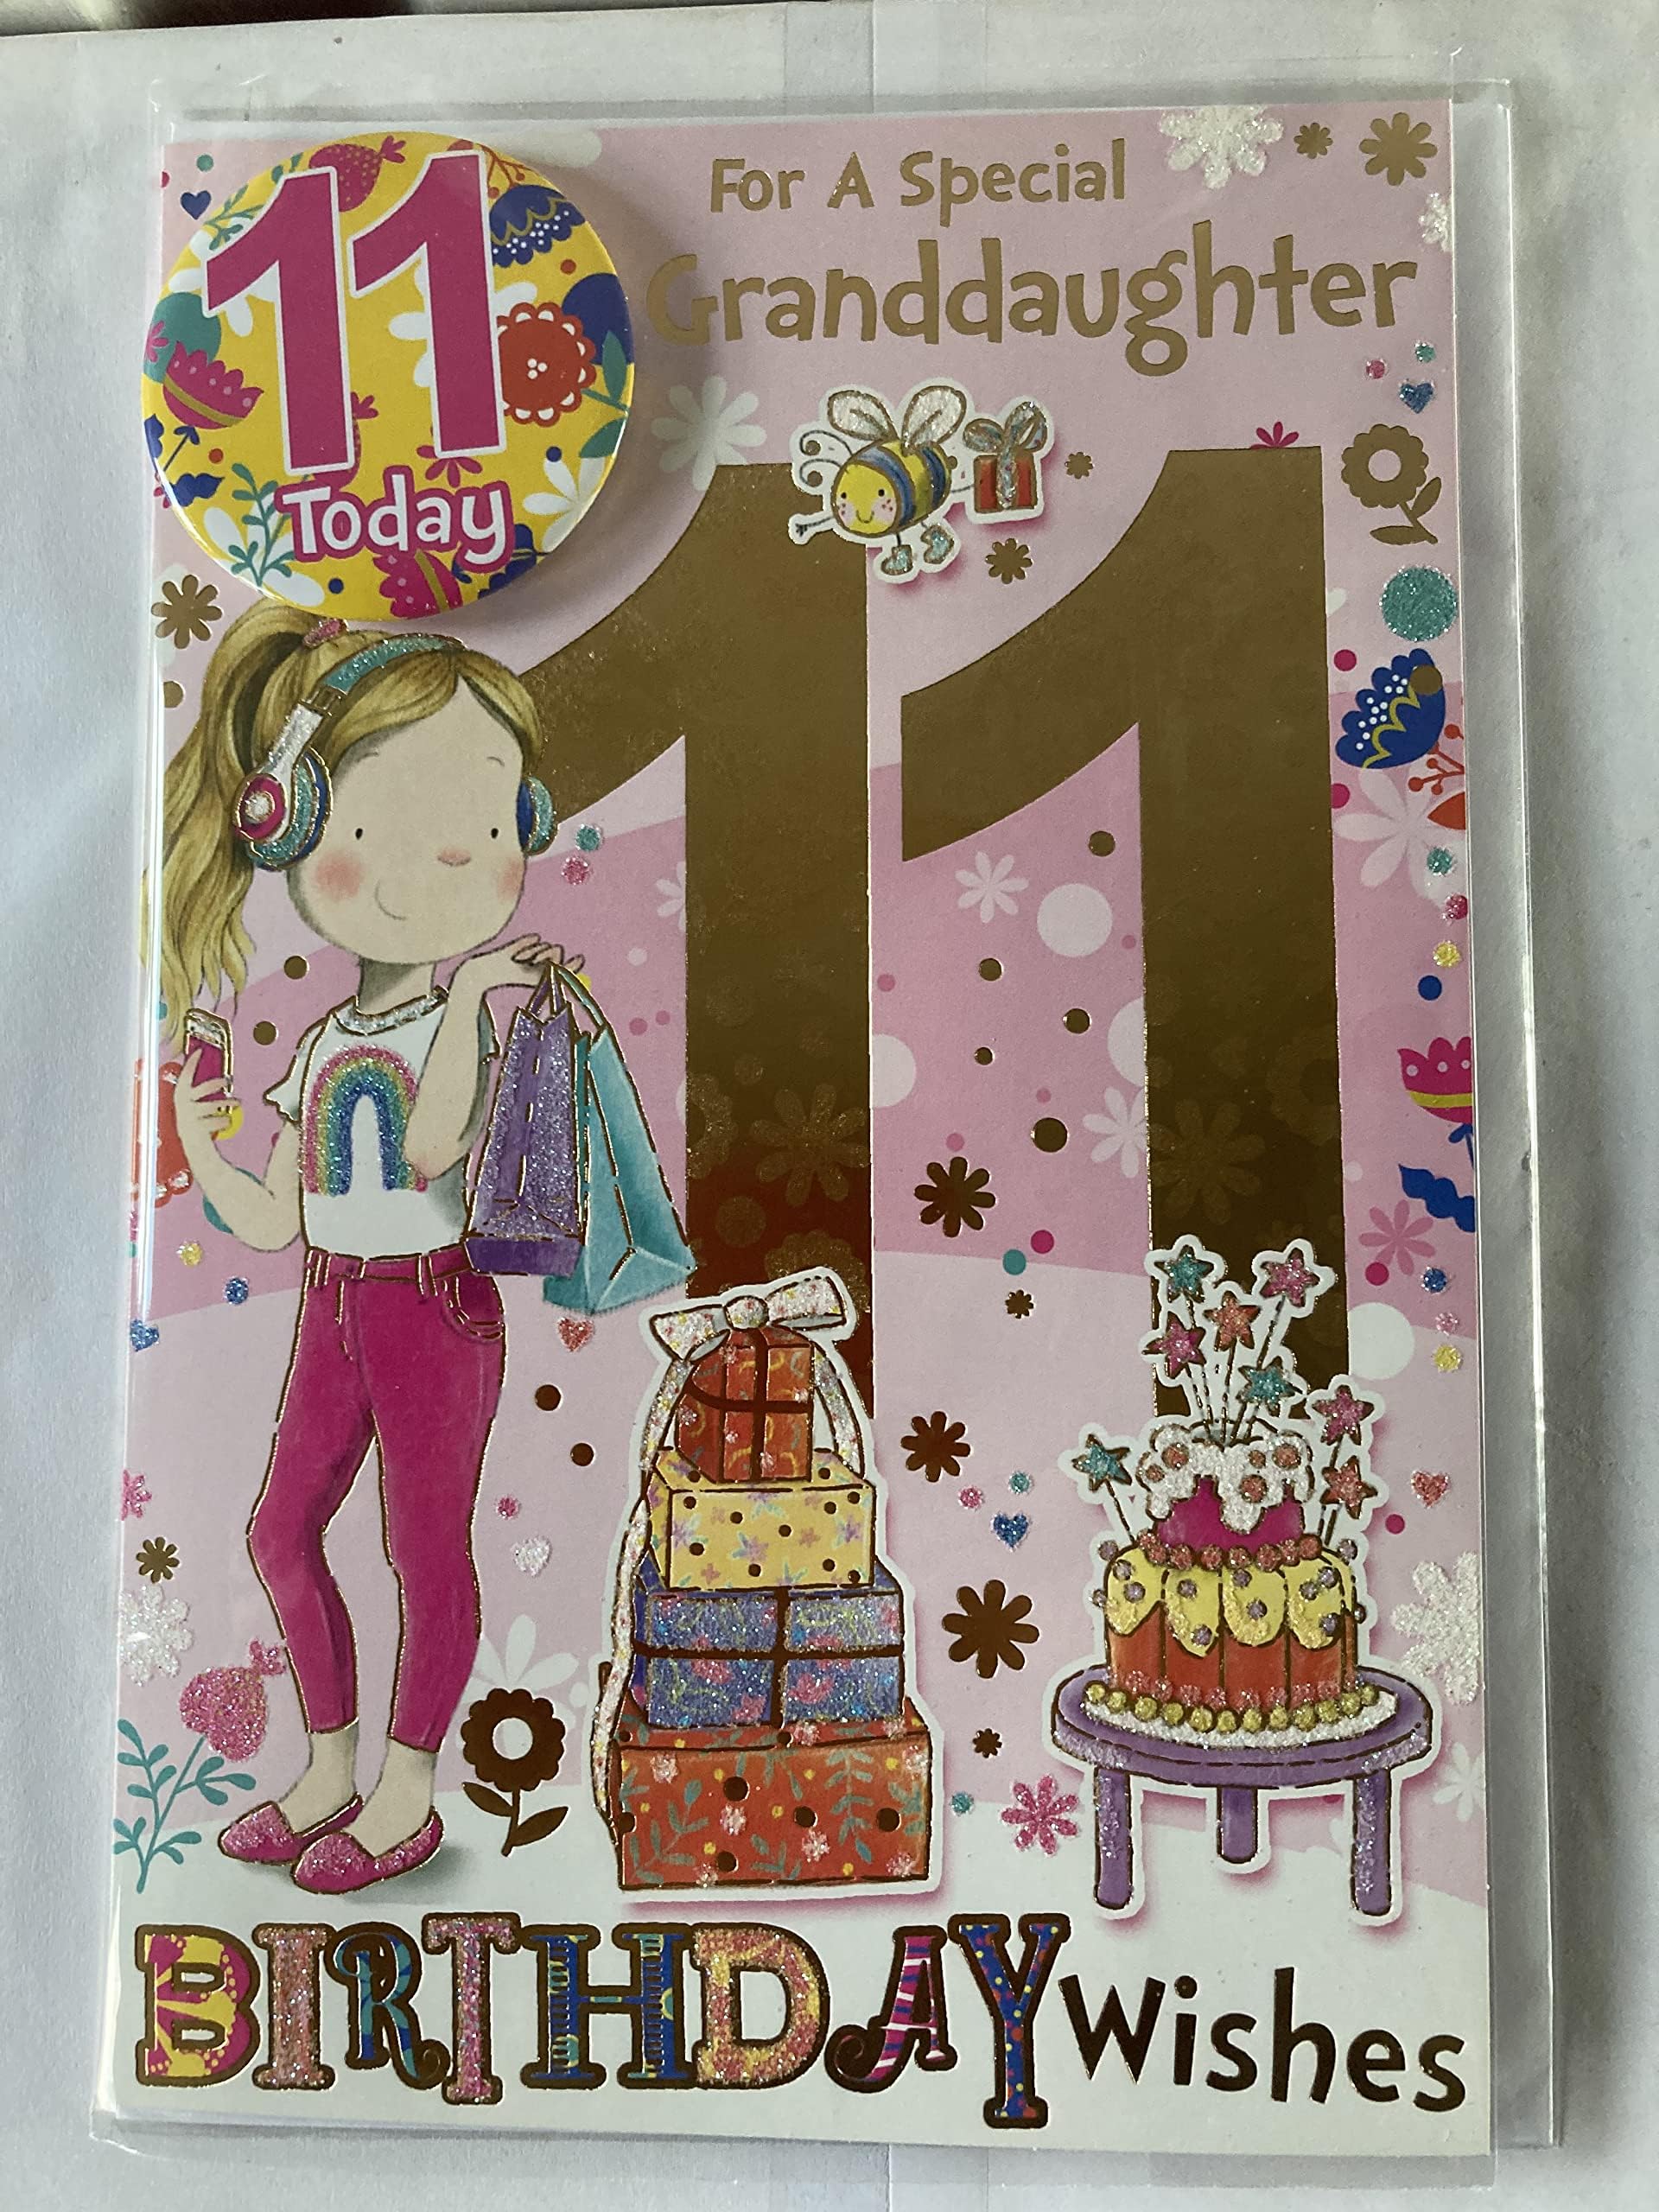 11
Today
For A Special
Granddaughter
11
BIRTHDAY Wishes